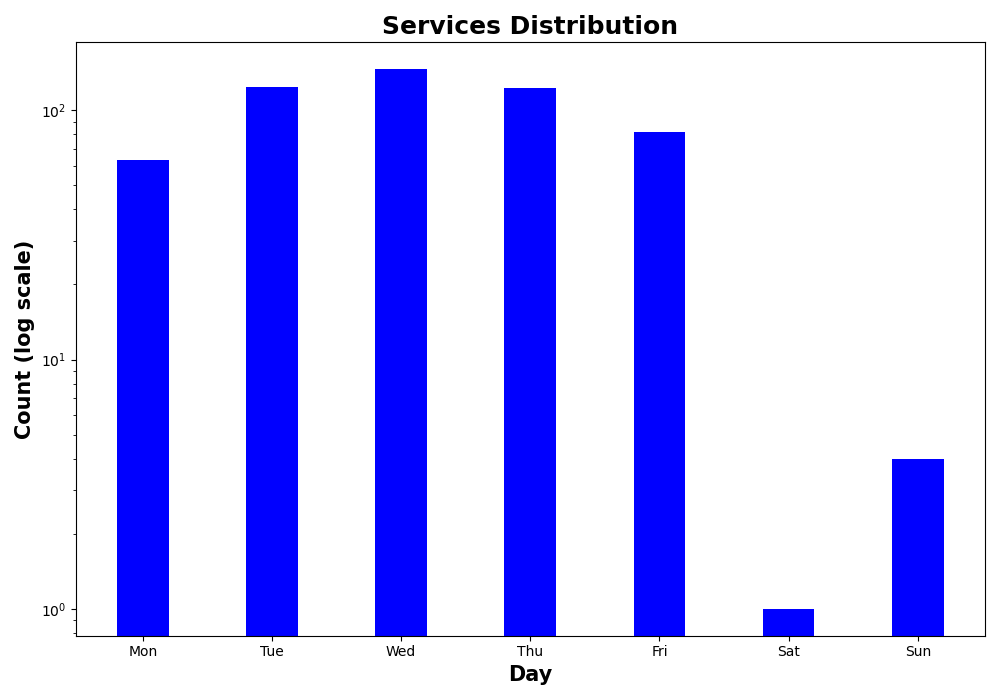 Services Distribution
Count (log scale)
10²
10¹
10⁰
Mon Tue Wed Thu Fri Sat Sun
Day